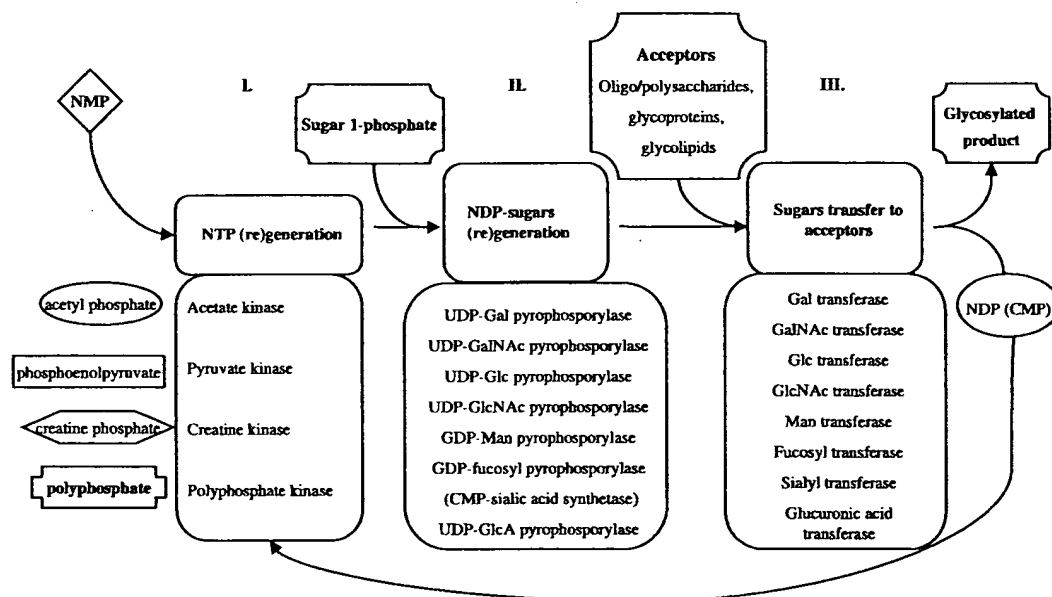 NMP
I.
Sugar 1-phosphate
II.
Acceptors
Oligo/polysaccharides,
glycoproteins,
glycolipids
III.
Glycosylated
product
NTP (re)generation
NDP-sugars
(re)generation
Sugars transfer to
acceptors
acetyl phosphate
phosphoenolpyruvate
creatine phosphate
polyphosphate
Acetate kinase
Pyruvate kinase
Creatine kinase
Polyphosphate kinase
UDP-Gal pyrophosporylase
UDP-GalNAc pyrophosporylase
UDP-Glc pyrophosporylase
UDP-GlcNAc pyrophosporylase
GDP-Man pyrophosporylase
GDP-fucosyl pyrophosporylase
(CMP-sialic acid synthetase)
UDP-GlcA pyrophosporylase
Gal transferase
GalNAc transferase
Glc transferase
GlcNAc transferase
Man transferase
Fucosyl transferase
Sialyl transferase
Glucuronic acid
transferase
NDP (CMP)